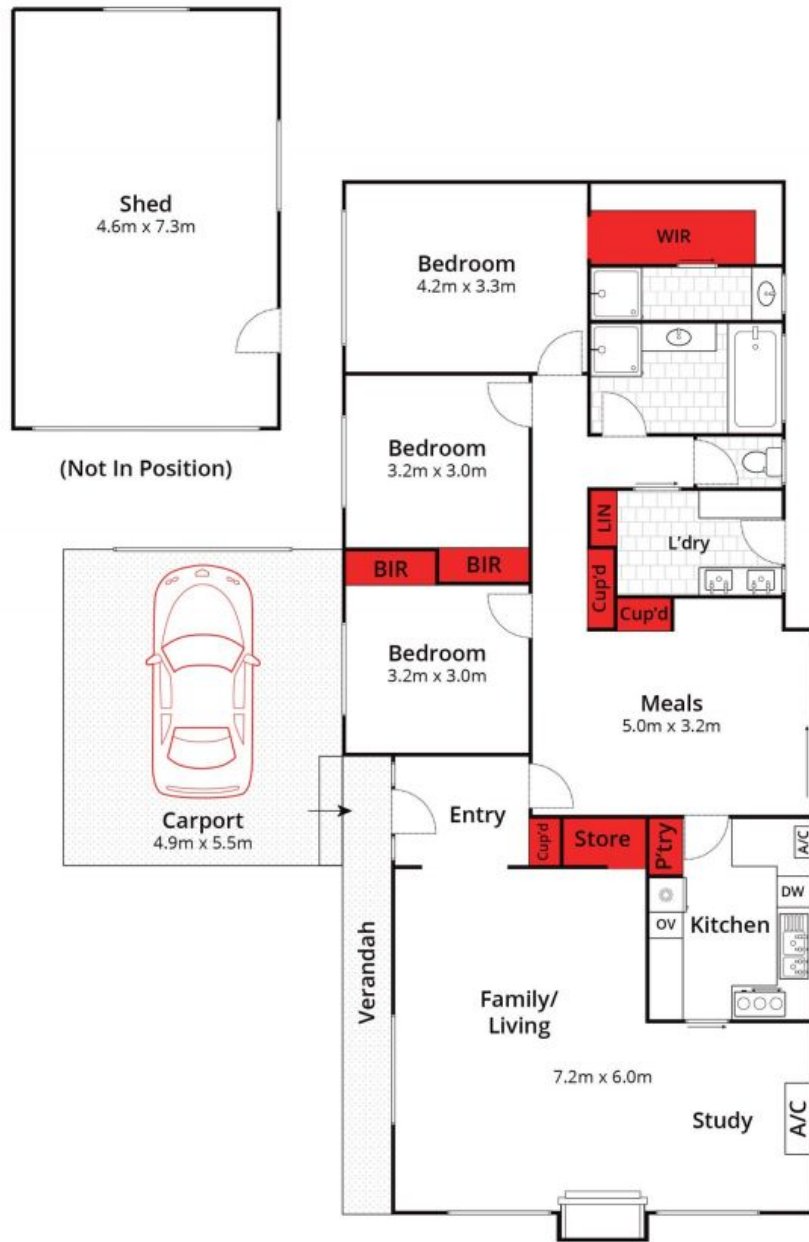 Shed
4.6m x 7.3m
(Not In Position)
WIR
Bedroom
4.2m x 3.3m
Bedroom
3.2m x 3.0m
LIN
L'dry
BIR
BIR
Cup'd
Cup'd
Bedroom
3.2m x 3.0m
Meals
5.0m x 3.2m
Carport
4.9m x 5.5m
Entry
Cup'd
Store
P'try
A/C
DW
OV
Kitchen
Verandah
Family/
Living
7.2m x 6.0m
Study
A/C